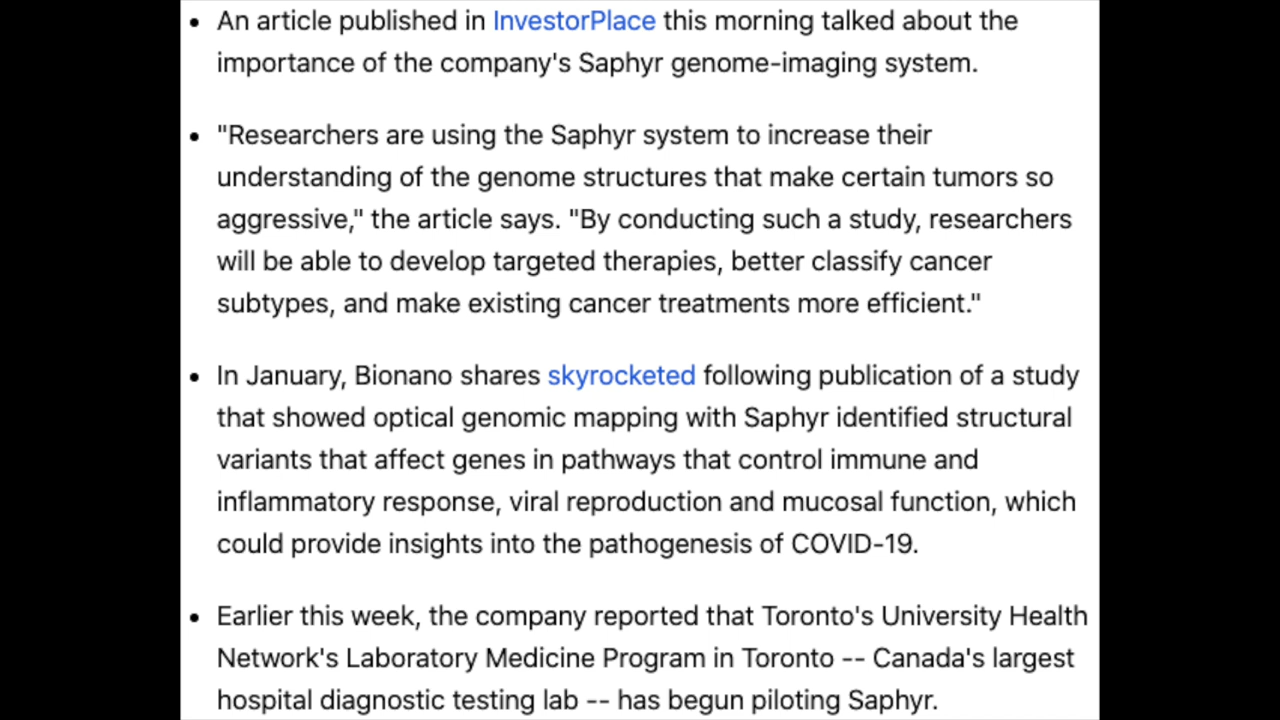 • An article published in InvestorPlace this morning talked about the
importance of the company's Saphyr genome-imaging system.
• "Researchers are using the Saphyr system to increase their
understanding of the genome structures that make certain tumors so
aggressive," the article says. "By conducting such a study, researchers
will be able to develop targeted therapies, better classify cancer
subtypes, and make existing cancer treatments more efficient."
• In January, Bionano shares skyrocketed following publication of a study
that showed optical genomic mapping with Saphyr identified structural
variants that affect genes in pathways that control immune and
inflammatory response, viral reproduction and mucosal function, which
could provide insights into the pathogenesis of COVID-19.
• Earlier this week, the company reported that Toronto's University Health
Network's Laboratory Medicine Program in Toronto -- Canada's largest
hospital diagnostic testing lab -- has begun piloting Saphyr.